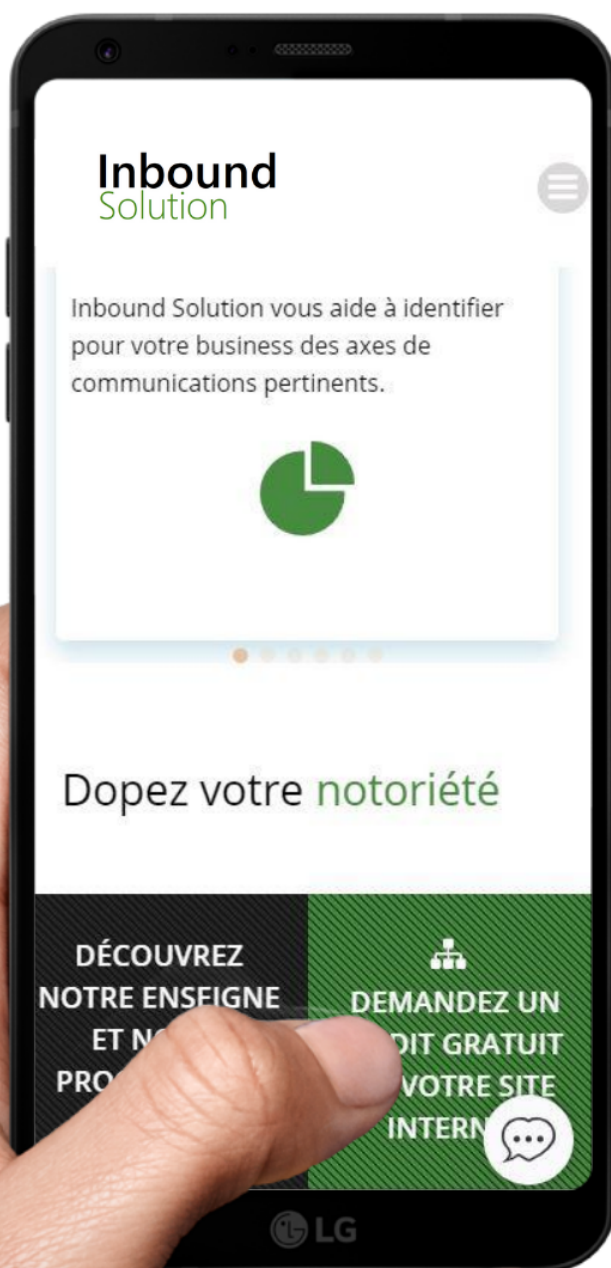 Inbound
Solution
Inbound Solution vous aide à identifier
pour votre business des axes de
communications pertinents.
Dopez votre notoriété
DÉCOUVREZ
NOTRE ENSEIGNE
ET
DEMANDEZ UN
GRATUIT
VOTRE SITE
LG